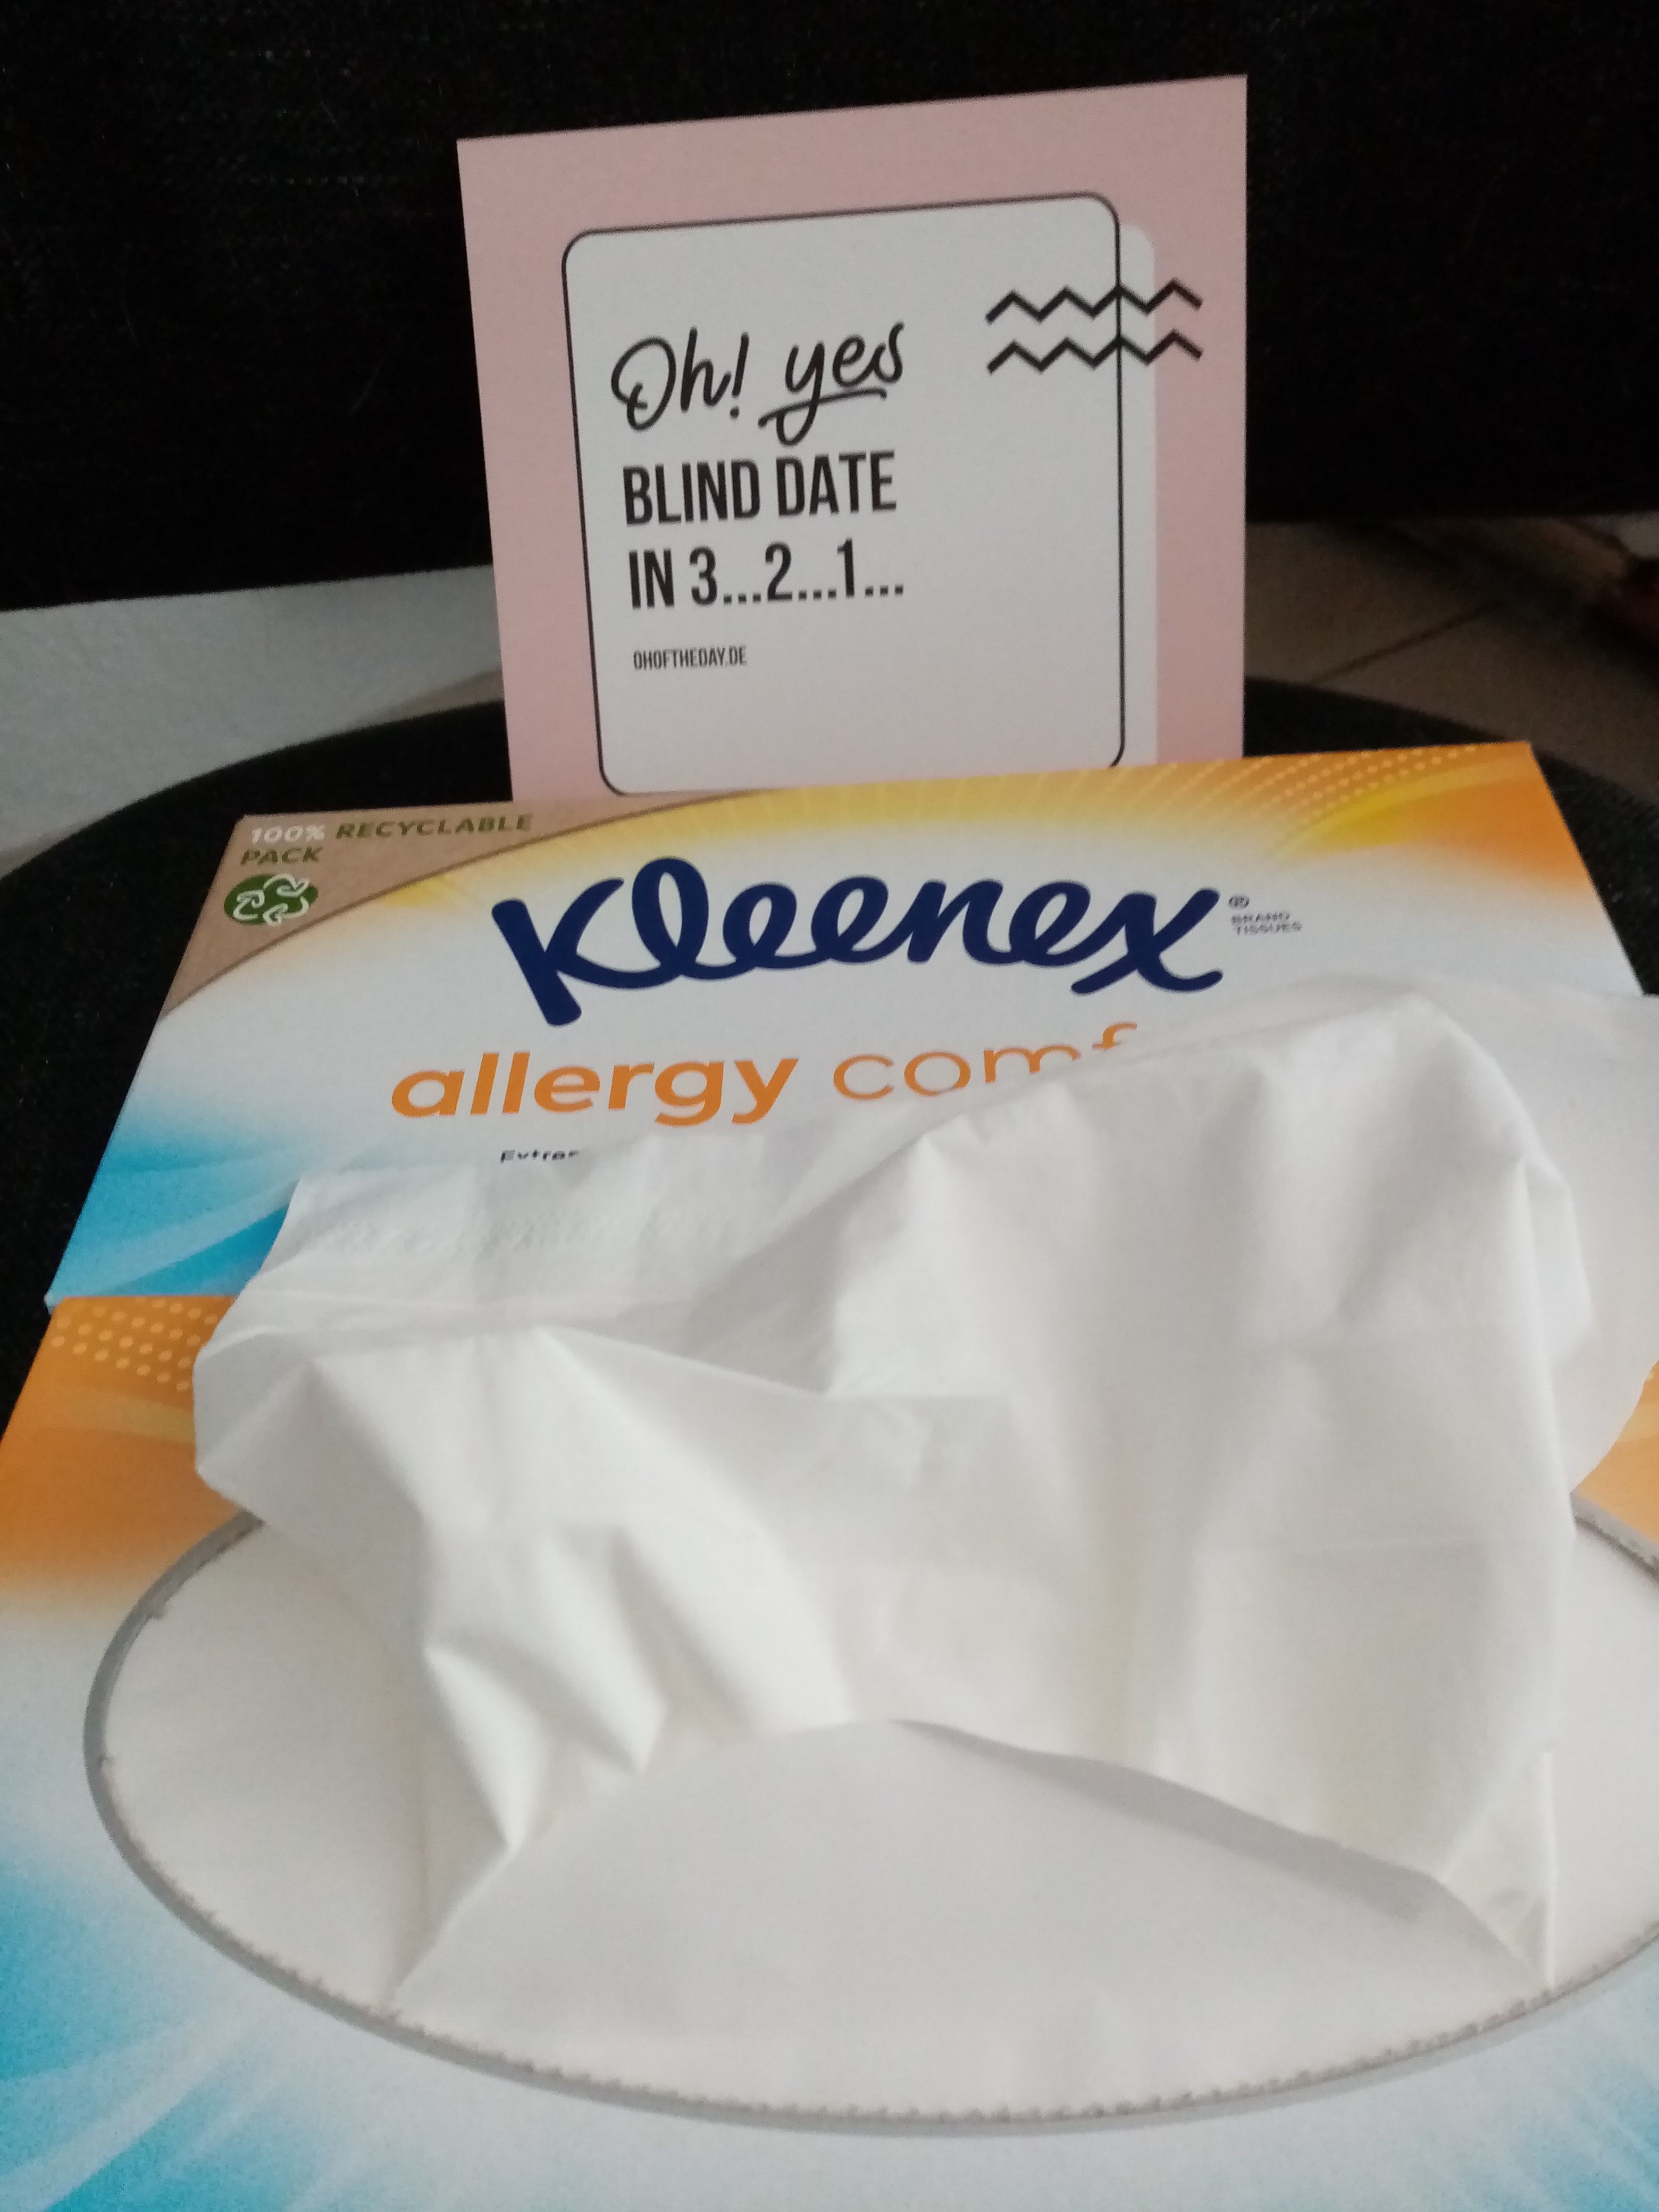 Oh! yes
BLIND DATE
IN 3...2...1...
OHOFTHEDAY.DE
100% RECYCLABLE
PACK
Kleenex®
BRAND
TISSUES
allergy